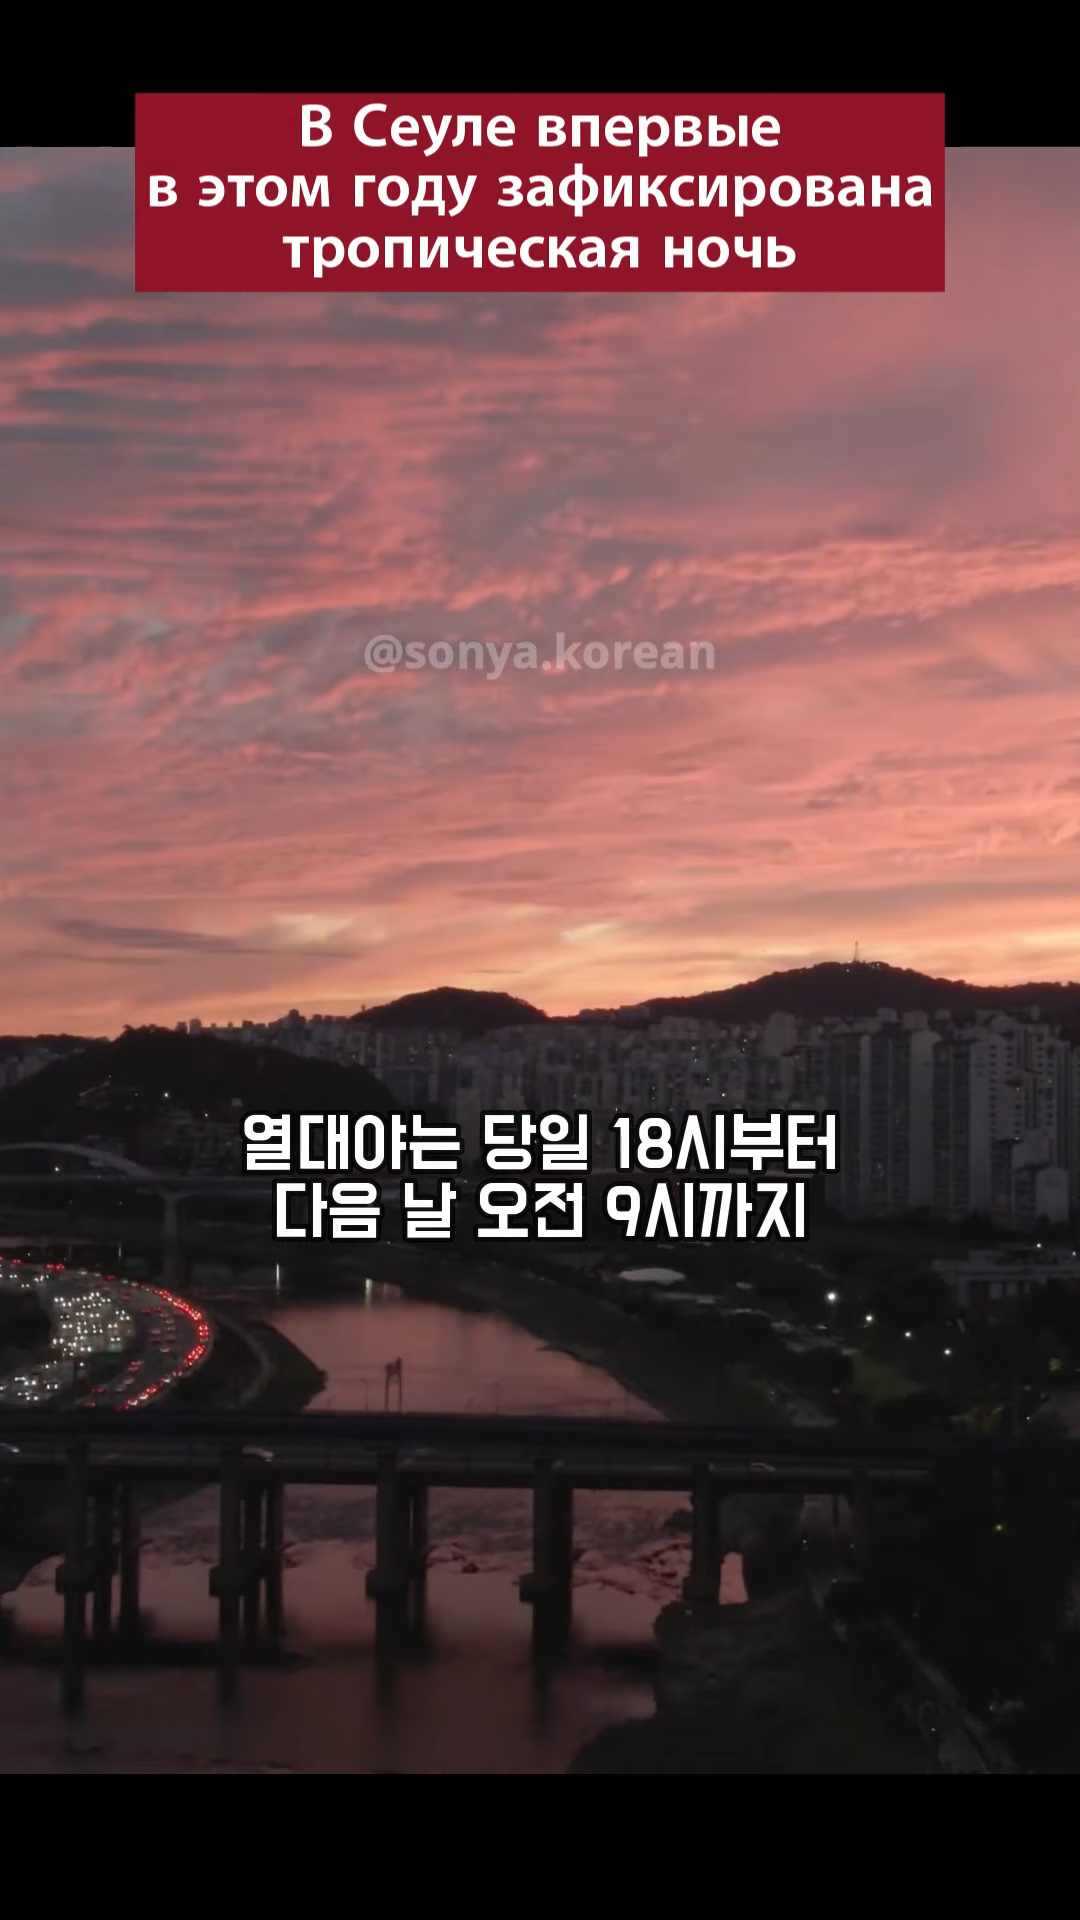 В Сеуле впервые
в этом году зафиксирована
тропическая ночь
@sonya.korean
열대야는 당일 18시부터
다음 날 오전 9시까지